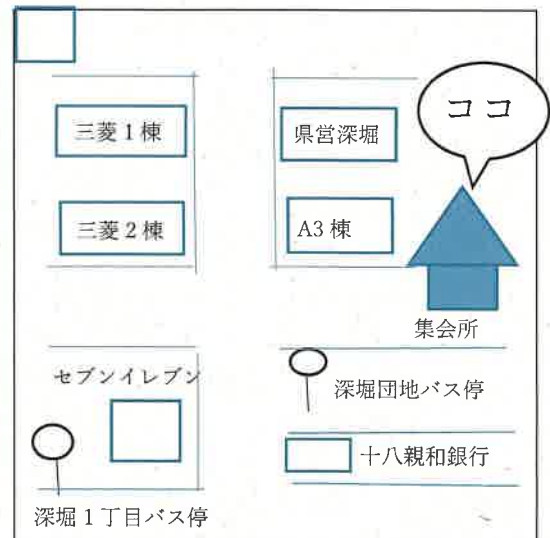 ココ
三菱1棟
県営深堀
三菱2棟
A3棟
集会所
セブンイレブン
深堀団地バス停
十八親和銀行
深堀1丁目バス停